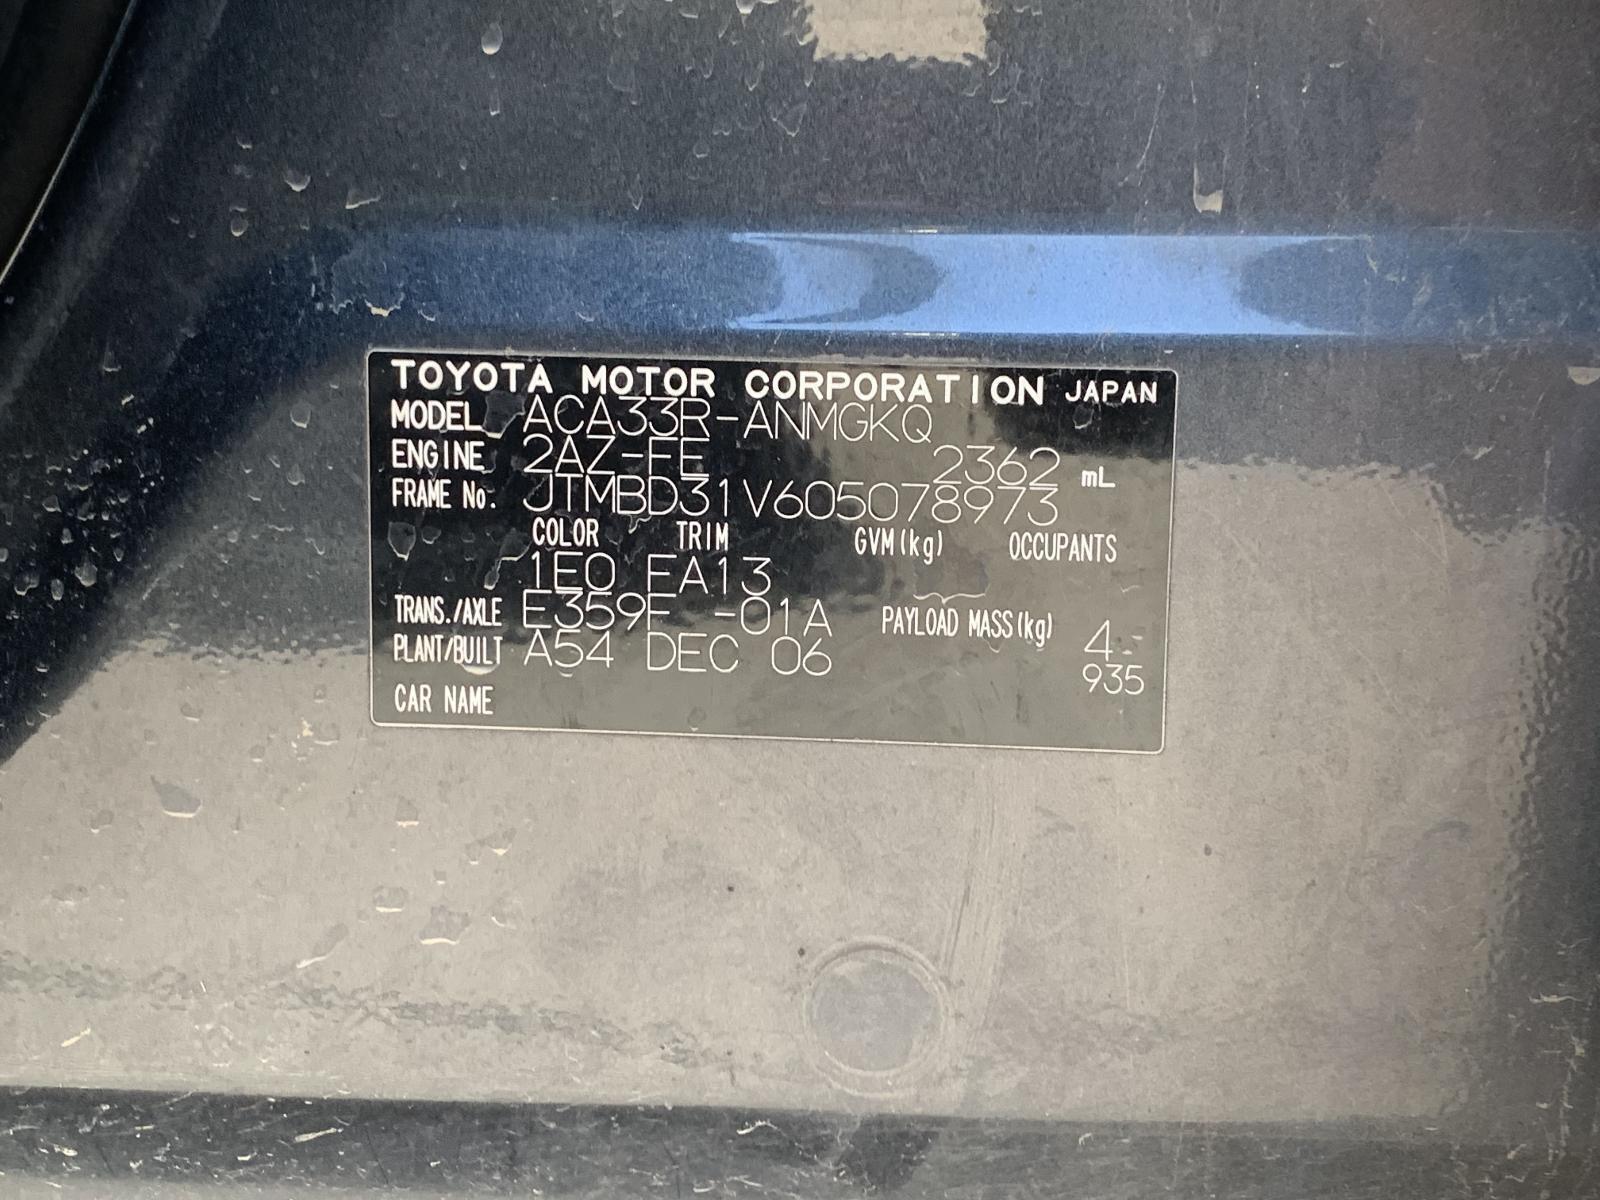 TOYOTA MOTOR CORPORATION JAPAN
MODEL ACA33R-ANMGKQ
ENGINE 2AZ-FE 2362 mL
FRAME No. JTMBD31V605078973
COLOR TRIM GVM(kg) OCCUPANTS
1E0 FA13
TRANS./AXLE E359F -01A PAYLOAD MASS(kg) 4-
PLANT/BUILT A54 DEC 06 935
CAR NAME